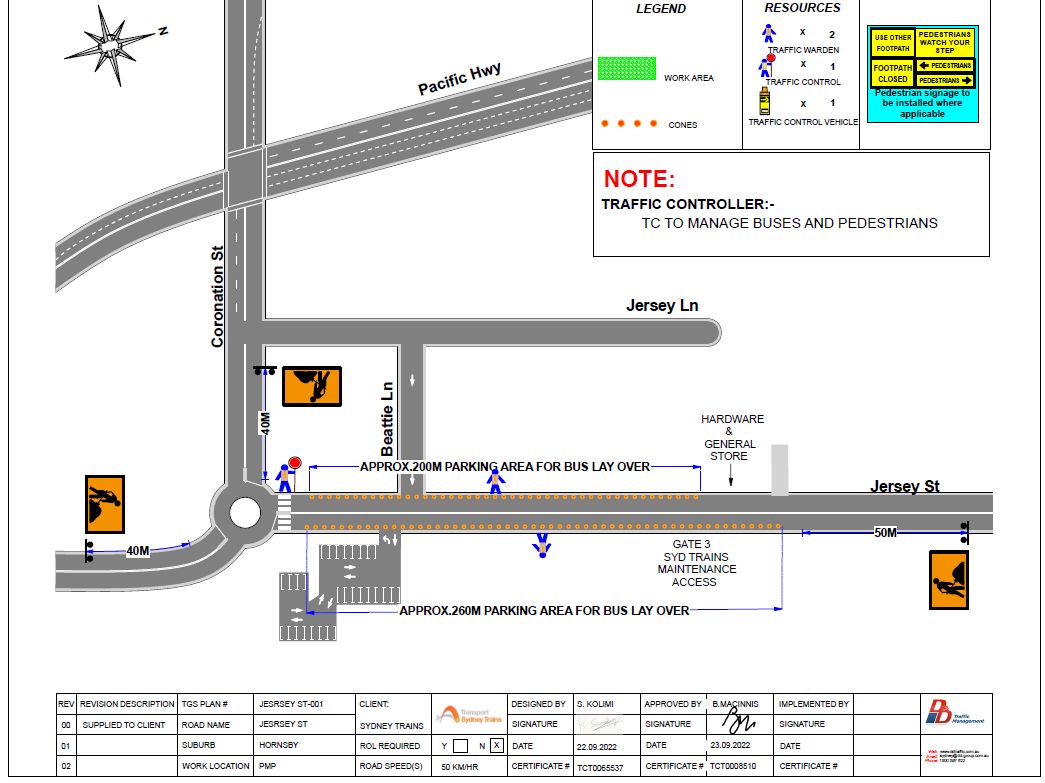 LEGEND
WORK AREA
CONES
RESOURCES
x 2
TRAFFIC WARDEN
x 1
TRAFFIC CONTROL
x 1
TRAFFIC CONTROL VEHICLE
USE OTHER
FOOTPATH
PEDESTRIANS
WATCH YOUR
STEP
FOOTPATH
CLOSED
PEDESTRIANS
PEDESTRIANS
Pedestrian signage to
be installed where
applicable
NOTE:
TRAFFIC CONTROLLER:-
TC TO MANAGE BUSES AND PEDESTRIANS
N
Pacific Hwy
Coronation St
Jersey Ln
Beattie Ln
40M
HARDWARE
&
GENERAL
STORE
APPROX.200M PARKING AREA FOR BUS LAY OVER
Jersey St
40M
50M
GATE 3
SYD TRAINS
MAINTENANCE
ACCESS
APPROX.260M PARKING AREA FOR BUS LAY OVER
REV REVISION DESCRIPTION TGS PLAN # JESRSEY ST-001 CLIENT: Transport Sydney Trains DESIGNED BY S. KOLIMI APPROVED BY B.MACINNIS IMPLEMENTED BY
00 SUPPLIED TO CLIENT ROAD NAME JESRSEY ST SYDNEY TRAINS SIGNATURE SIGNATURE SIGNATURE
D&D Traffic Management
01 SUBURB HORNSBY ROL REQUIRED Y N X DATE 22.09.2022 DATE 23.09.2022 DATE
02 WORK LOCATION PMP ROAD SPEED(S) 50 KM/HR CERTIFICATE # TCT0065537 CERTIFICATE # TCT0008510 CERTIFICATE #